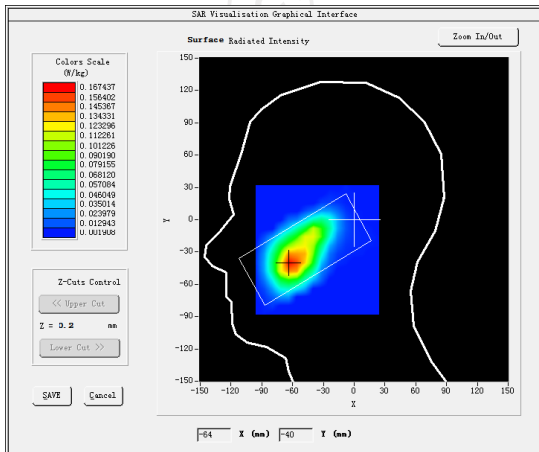 SAR Visualisation Graphical Interface
Surface Radiated Intensity
Zoom In/Out
Colors Scale
(W/kg)
0.167437
0.156402
0.145367
0.134331
0.123296
0.112261
0.101226
0.090190
0.079155
0.068120
0.057084
0.046049
0.035014
0.023979
0.012943
0.001908
Z-Cuts Control
<< Upper Cut
Z = 0.2 mm
Lower Cut >>
SAVE
Cancel
Y
150
120
90
60
30
0
-30
-60
-90
-120
-150
-150 -120 -90 -60 -30 0 30 60 90 120 150
X
-64 X (mm) -40 Y (mm)